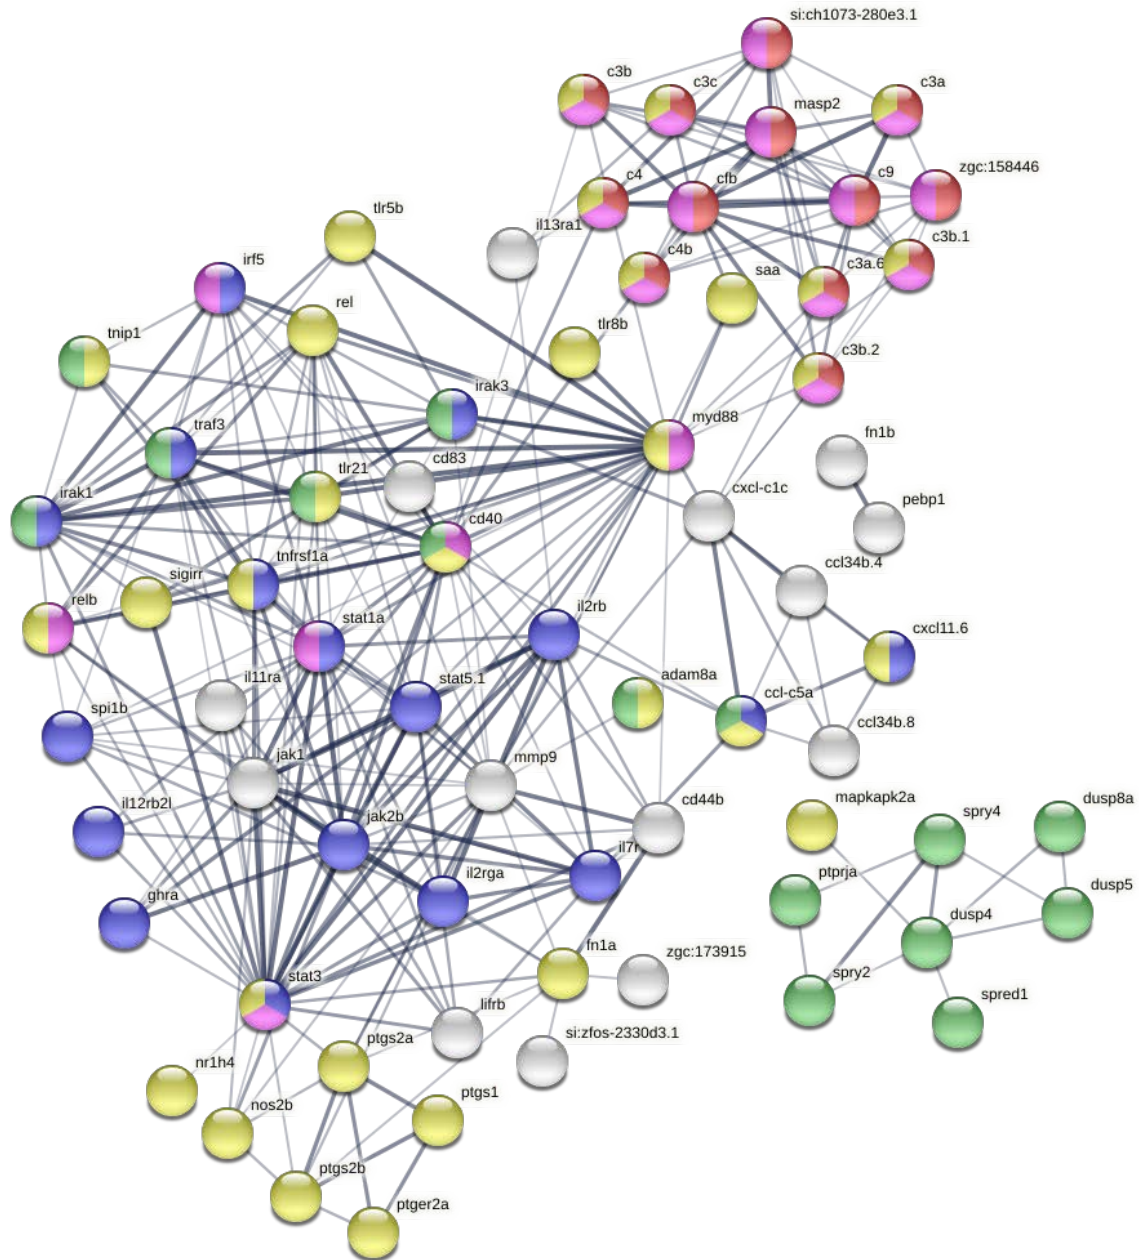 si:ch1073-280e3.1
c3b
c3c
c3a
masp2
zgc:158446
c4
cfb
c9
tlr5b
il13ra1
c3b.1
c4b
c3a.6
saa
irf5
rel
tlr8b
tnip1
c3b.2
irak3
myd88
traf3
fn1b
cd83
tlr21
irak1
cxcl-c1c
pebp1
cd40
ccl34b.4
tnfrsf1a
sigirr
relb
il2rb
cxcl11.6
stat1a
adam8a
il11ra
stat5.1
ccl-c5a
spi1b
ccl34b.8
jak1
mmp9
cd44b
il12rb2l
mapkapk2a
dusp8a
spry4
jak2b
il7r
ptprja
il2rga
dusp5
ghra
dusp4
fn1a
zgc:173915
stat3
spry2
spred1
lifrb
si:zfos-2330d3.1
ptgs2a
nr1h4
ptgs1
nos2b
ptgs2b
ptger2a